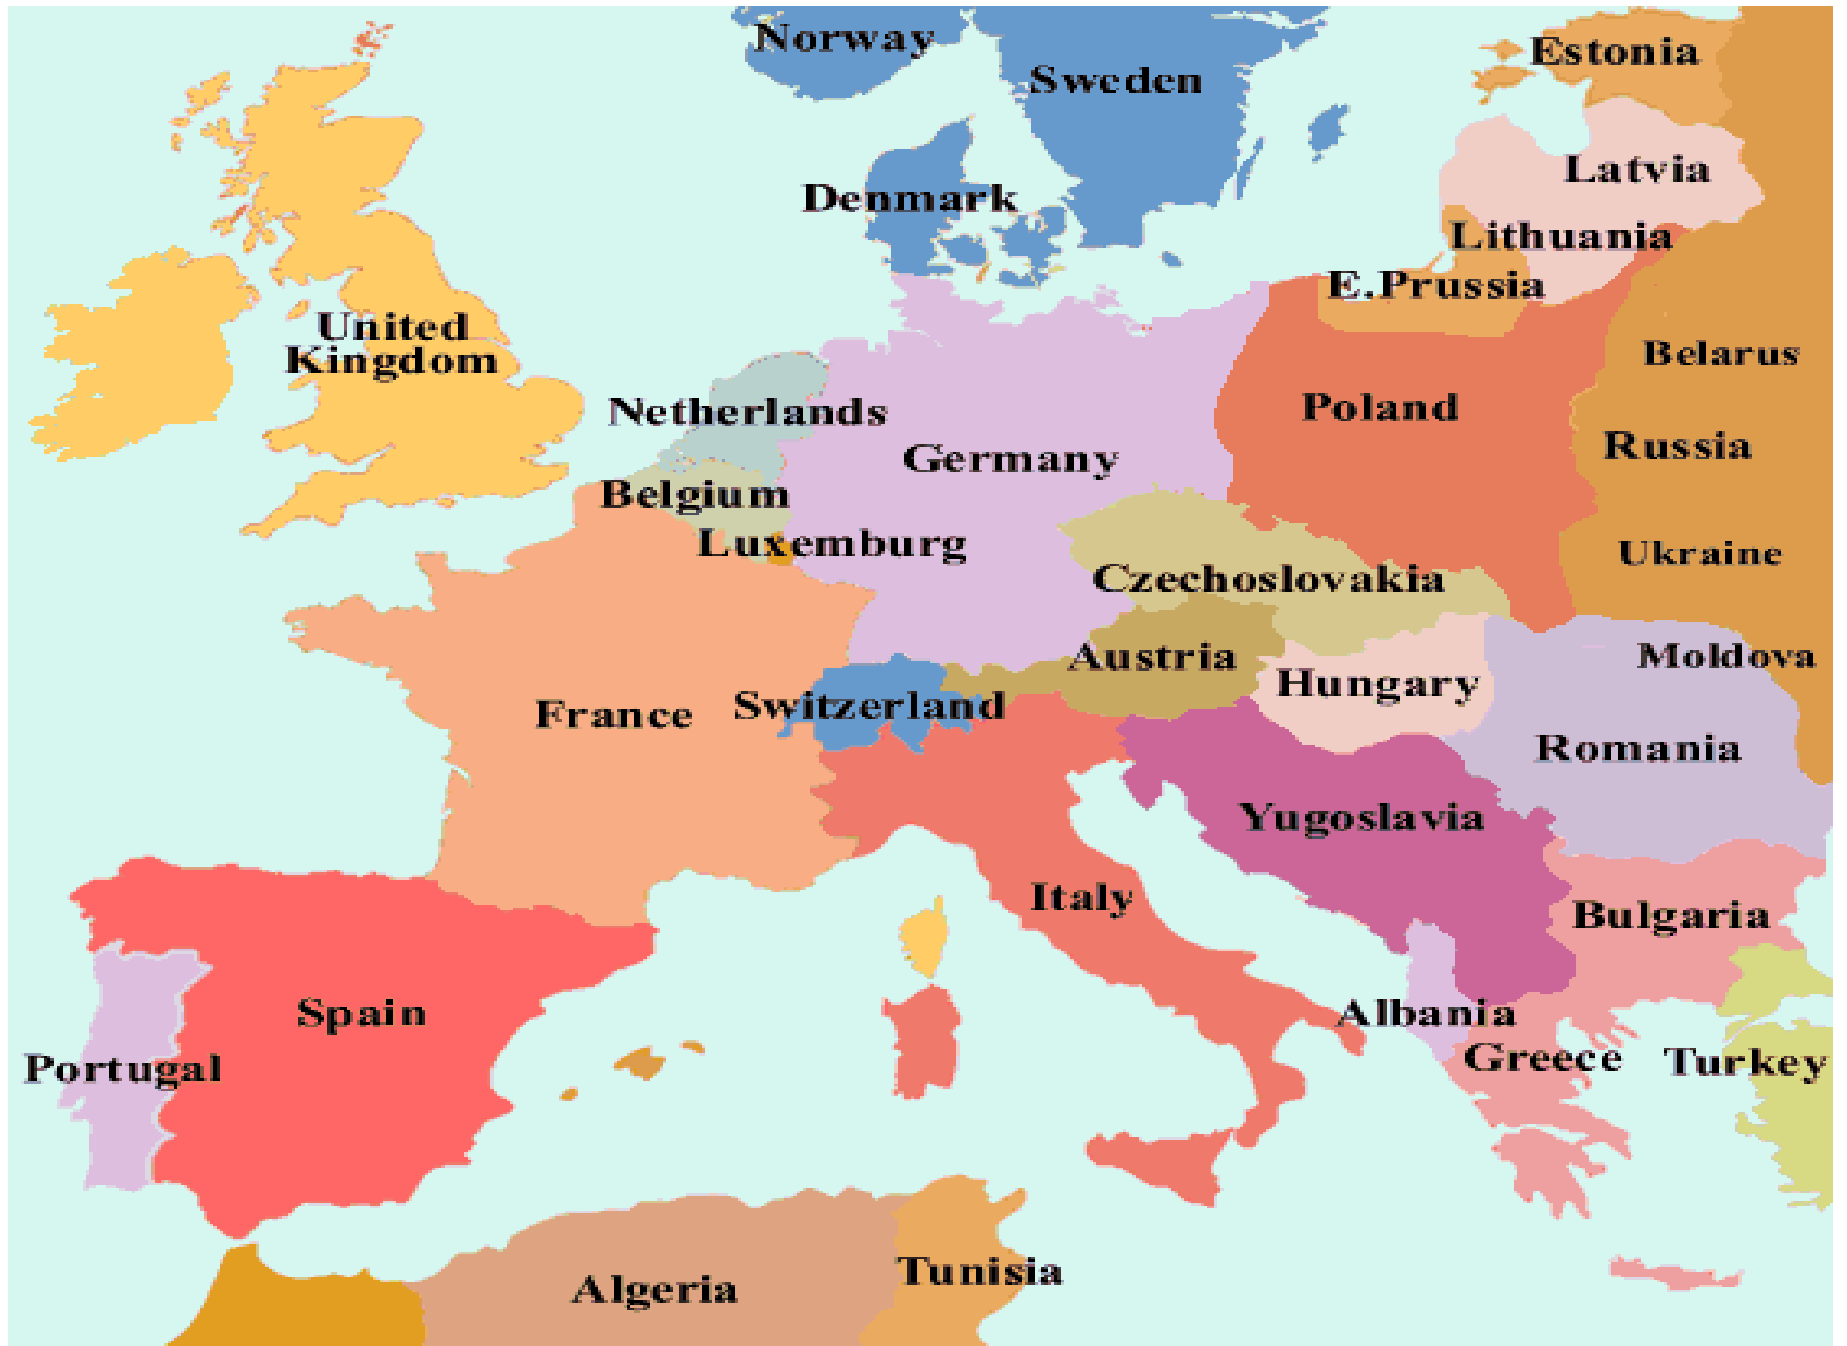 Norway
Estonia
Sweden
Latvia
Denmark
Lithuania
E.Prussia
United
Kingdom
Belarus
Netherlands
Poland
Germany
Russia
Belgium
Luxemburg
Ukraine
Czechoslovakia
Austria
Moldova
Hungary
Switzerland
France
Romania
Yugoslavia
Italy
Bulgaria
Spain
Albania
Greece
Turkey
Portugal
Tunisia
Algeria